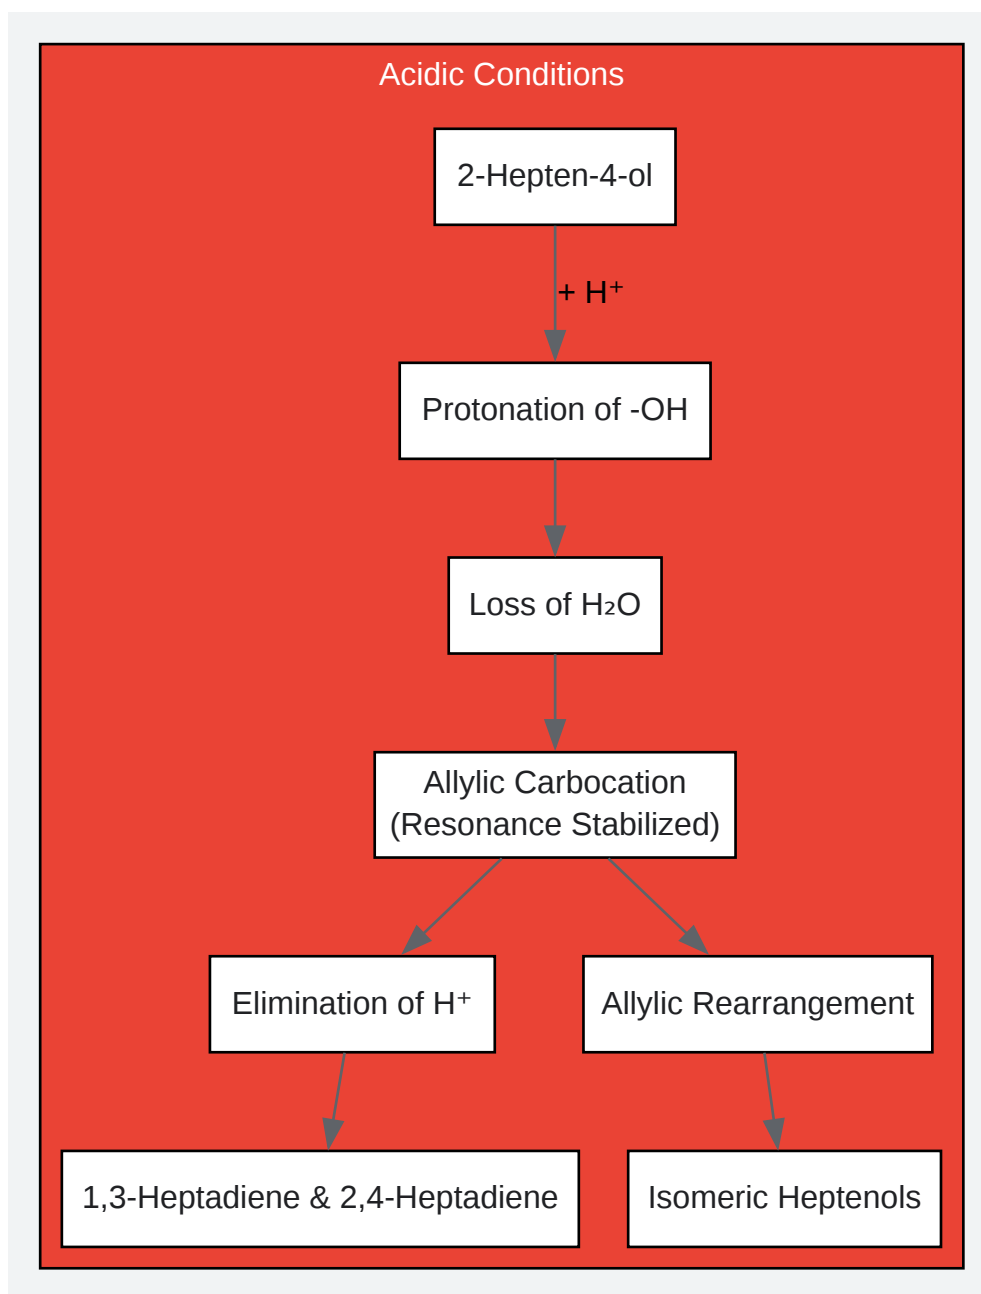 Acidic Conditions
2-Hepten-4-ol
+ H⁺
Protonation of -OH
Loss of H₂O
Allylic Carbocation
(Resonance Stabilized)
Elimination of H⁺
Allylic Rearrangement
1,3-Heptadiene & 2,4-Heptadiene
Isomeric Heptenols